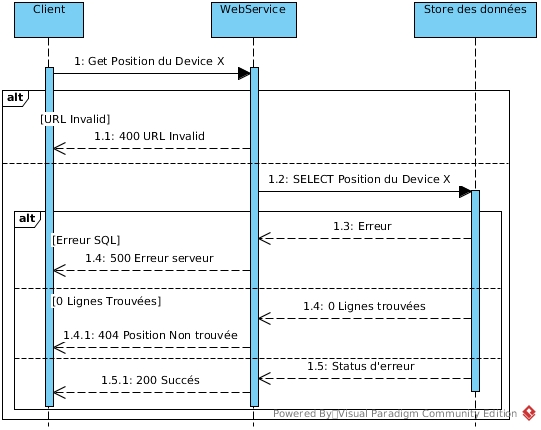 Client
WebService
Store des données
1: Get Position du Device X
alt
[URL Invalid]
1.1: 400 URL Invalid
1.2: SELECT Position du Device X
alt
1.3: Erreur
[Erreur SQL]
1.4: 500 Erreur serveur
[0 Lignes Trouvées]
1.4: 0 Lignes trouvées
1.4.1: 404 Position Non trouvée
1.5: Status d'erreur
1.5.1: 200 Succés
Powered By Visual Paradigm Community Edition